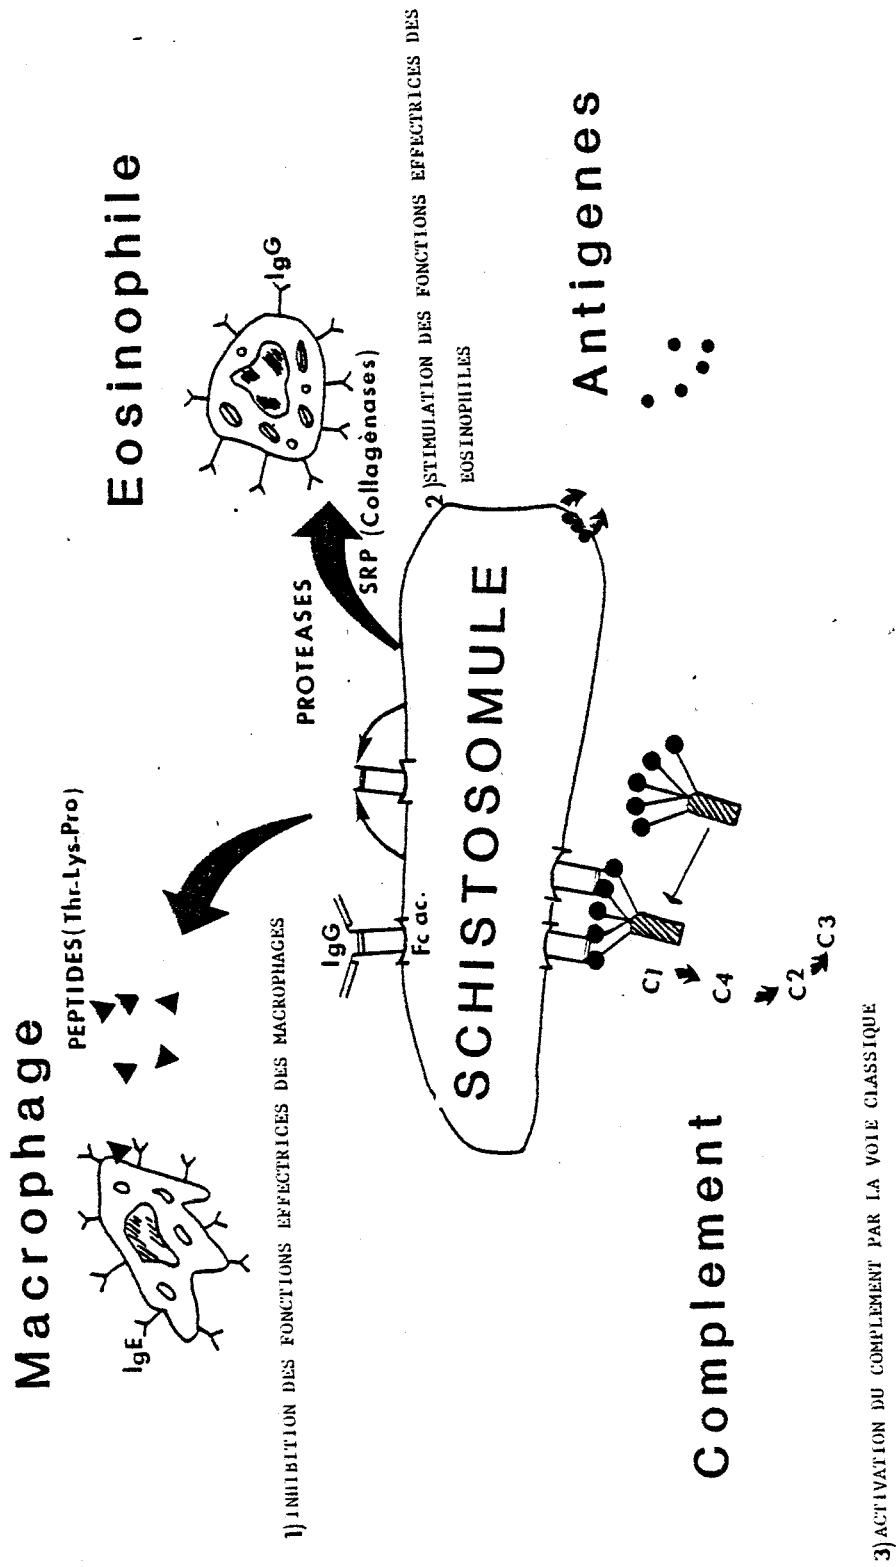 Macrophage
PEPTIDES(Thr-Lys-Pro)
IgE
Eosinophile
IgG
PROTEASES
SRP (Collagénases)
1) INHIBITION DES FONCTIONS EFFECTRICES DES MACROPHAGES
2)STIMULATION DES FONCTIONS EFFECTRICES DES
EOSINOPHILES
IgG
Fc ac.
SCHISTOSOMULE
Antigenes
Complement
C1
C4
C2
C3
3)ACTIVATION DU COMPLEMENT PAR LA VOIE CLASSIQUE